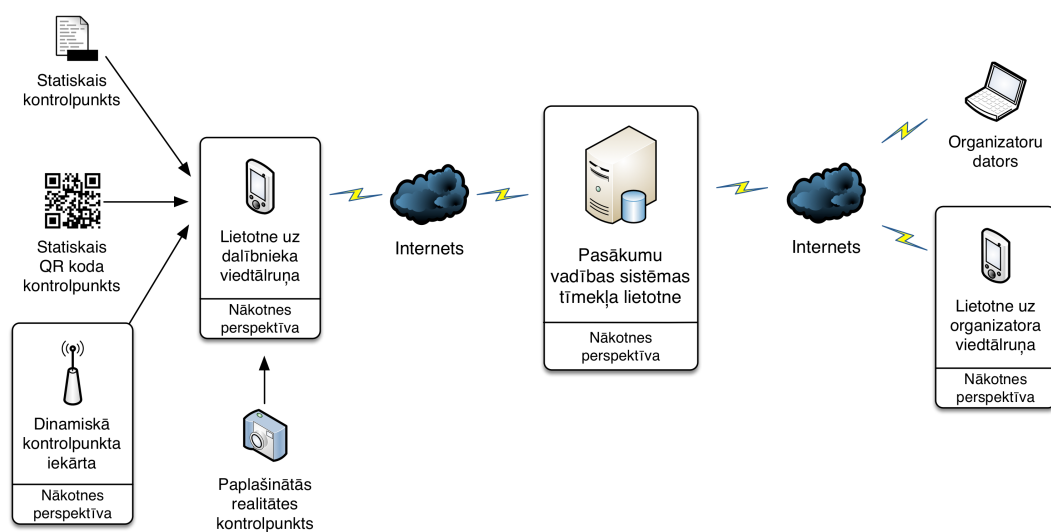 Statiskais
kontrolpunkts
Statiskais
QR koda
kontrolpunkts
Dinamiskā
kontrolpunkta
iekārta
Nākotnes
perspektīva
Lietotne uz
dalībnieka
viedtālruņa
Nākotnes
perspektīva
Paplašinātās
realitātes
kontrolpunkts
Internets
Pasākumu
vadības sistēmas
tīmekļa lietotne
Nākotnes
perspektīva
Internets
Organizatoru
dators
Lietotne uz
organizatora
viedtālruņa
Nākotnes
perspektīva